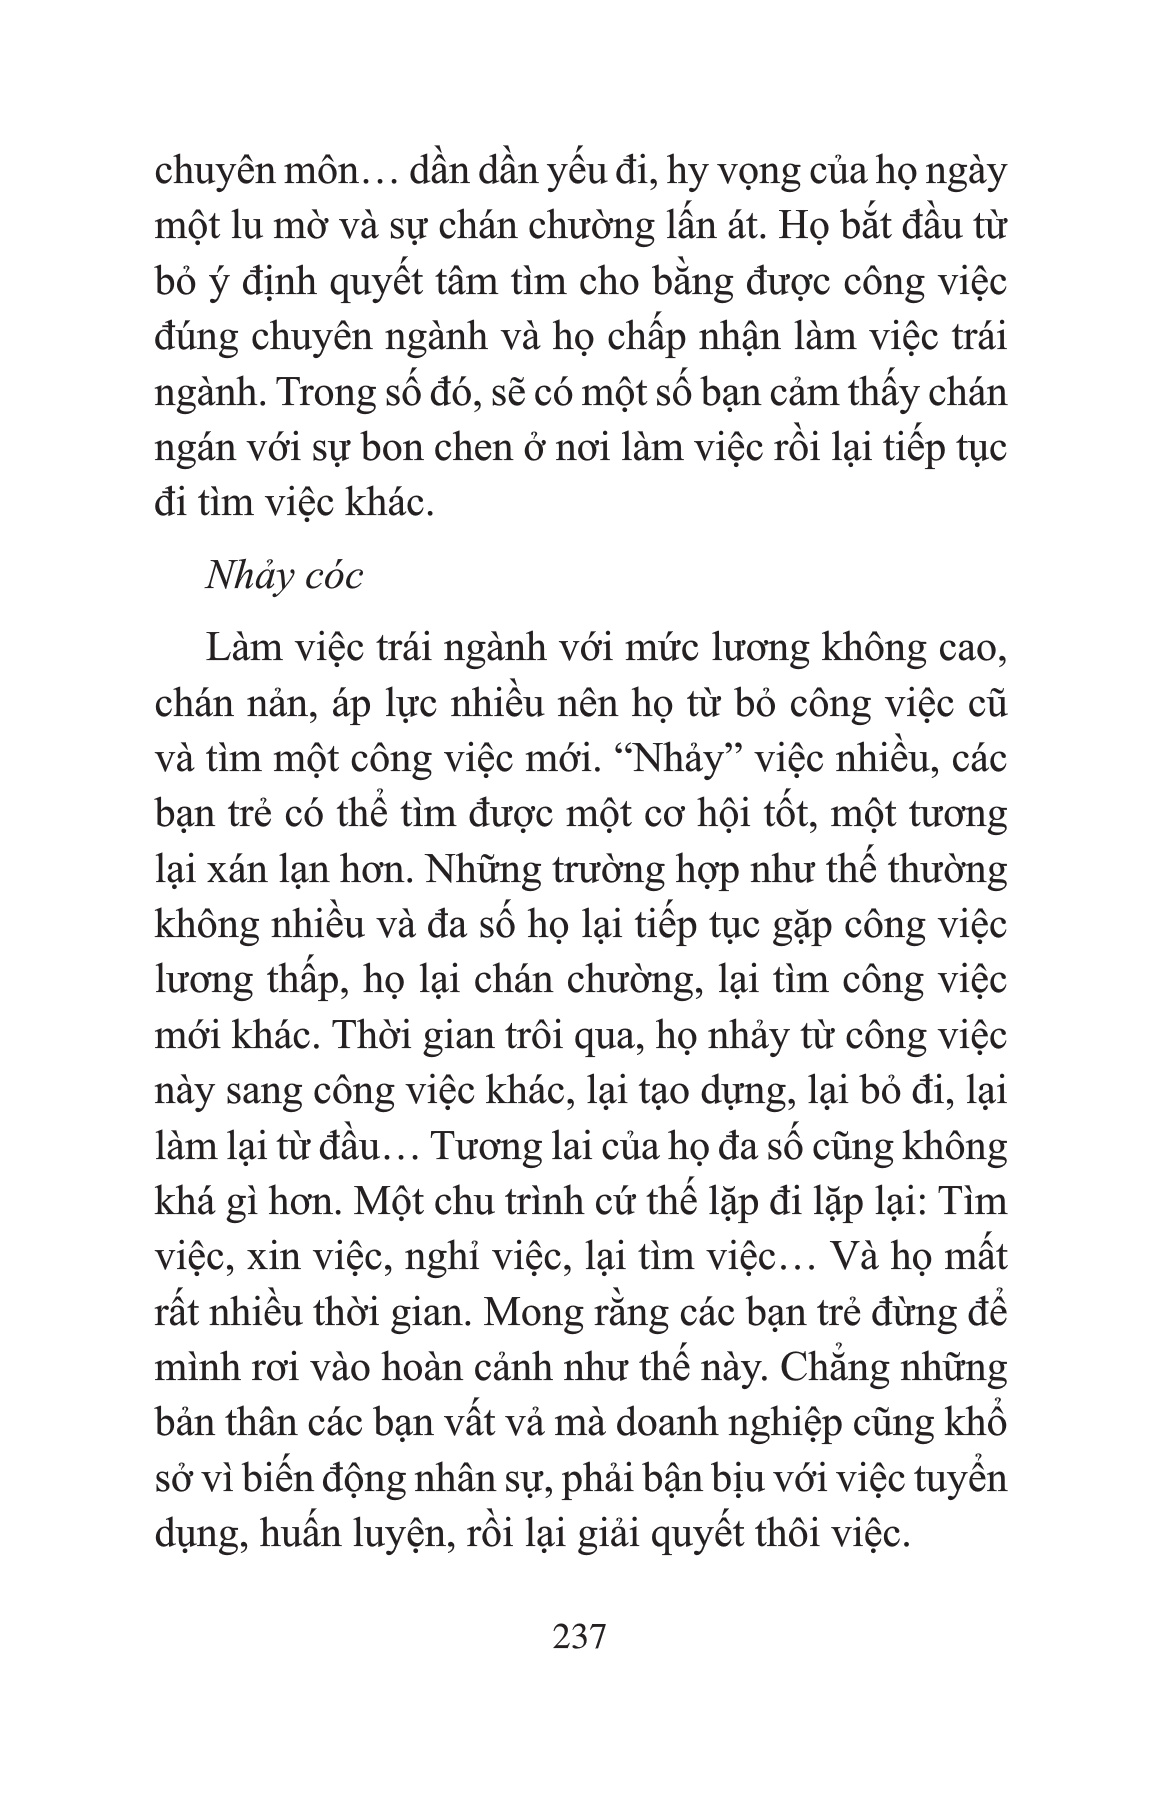 chuyên môn… dần dần yếu đi, hy vọng của họ ngày
một lu mờ và sự chán chường lấn át. Họ bắt đầu từ
bỏ ý định quyết tâm tìm cho bằng được công việc
đúng chuyên ngành và họ chấp nhận làm việc trái
ngành. Trong số đó, sẽ có một số bạn cảm thấy chán
ngán với sự bon chen ở nơi làm việc rồi lại tiếp tục
đi tìm việc khác.
Nhảy cóc
Làm việc trái ngành với mức lương không cao,
chán nản, áp lực nhiều nên họ từ bỏ công việc cũ
và tìm một công việc mới. “Nhảy” việc nhiều, các
bạn trẻ có thể tìm được một cơ hội tốt, một tương
lại xán lạn hơn. Những trường hợp như thế thường
không nhiều và đa số họ lại tiếp tục gặp công việc
lương thấp, họ lại chán chường, lại tìm công việc
mới khác. Thời gian trôi qua, họ nhảy từ công việc
này sang công việc khác, lại tạo dựng, lại bỏ đi, lại
làm lại từ đầu… Tương lai của họ đa số cũng không
khá gì hơn. Một chu trình cứ thế lặp đi lặp lại: Tìm
việc, xin việc, nghỉ việc, lại tìm việc… Và họ mất
rất nhiều thời gian. Mong rằng các bạn trẻ đừng để
mình rơi vào hoàn cảnh như thế này. Chẳng những
bản thân các bạn vất vả mà doanh nghiệp cũng khổ
sở vì biến động nhân sự, phải bận bịu với việc tuyển
dụng, huấn luyện, rồi lại giải quyết thôi việc.
237